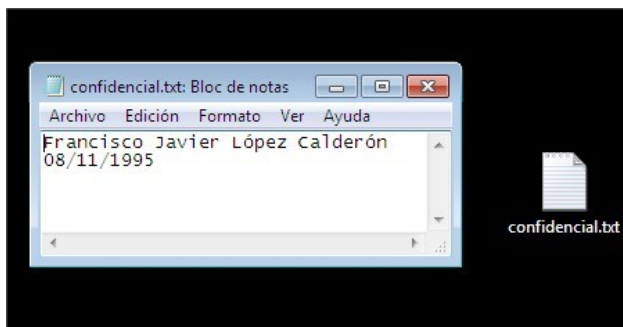 confidencial.txt: Bloc de notas
Archivo Edición Formato Ver Ayuda
Francisco Javier López Calderón
08/11/1995
confidencial.txt